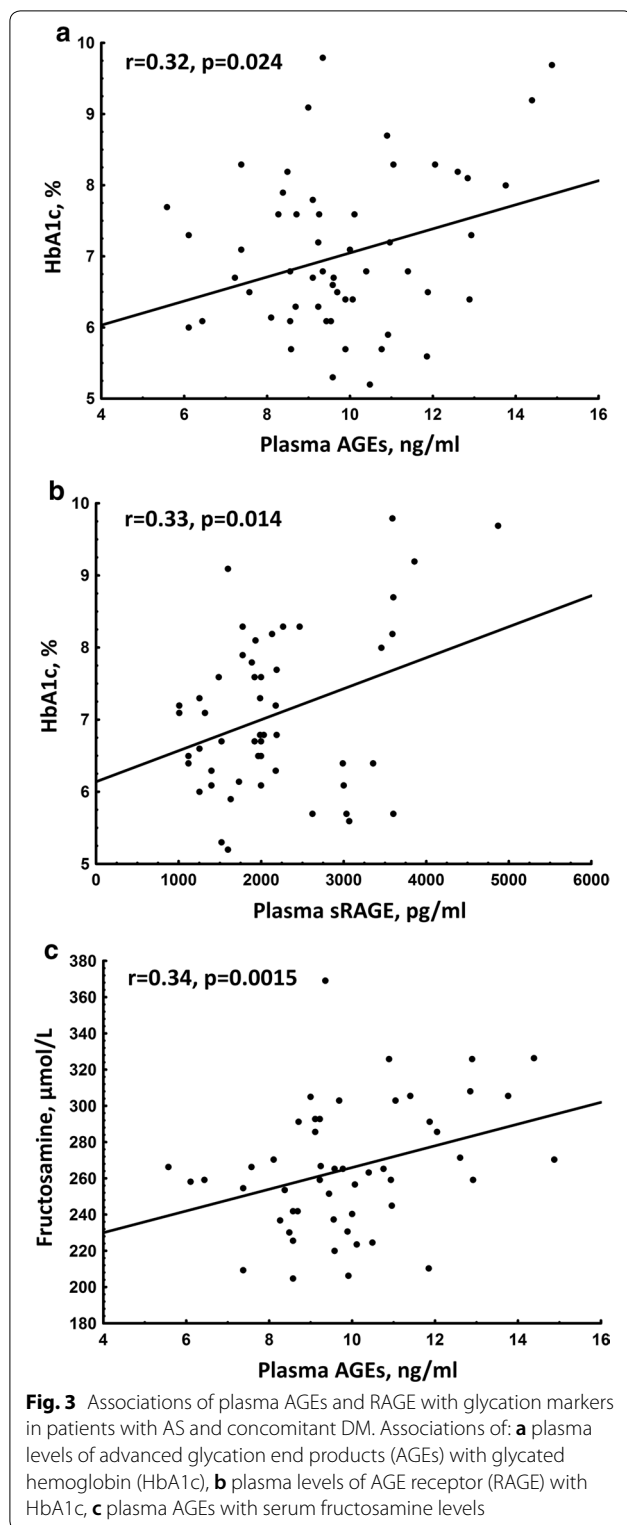 a
r=0.32, p=0.024
10
9
8
7
6
5
HbA1c, %
4 6 8 10 12 14 16
Plasma AGEs, ng/ml
b
r=0.33, p=0.014
10
9
8
7
6
5
HbA1c, %
0 1000 2000 3000 4000 5000 6000
Plasma sRAGE, pg/ml
c
r=0.34, p=0.0015
380
360
340
320
300
280
260
240
220
200
180
Fructosamine, µmol/L
4 6 8 10 12 14 16
Plasma AGEs, ng/ml
Fig. 3 Associations of plasma AGEs and RAGE with glycation markers
in patients with AS and concomitant DM. Associations of: a plasma
levels of advanced glycation end products (AGEs) with glycated
hemoglobin (HbA1c), b plasma levels of AGE receptor (RAGE) with
HbA1c, c plasma AGEs with serum fructosamine levels